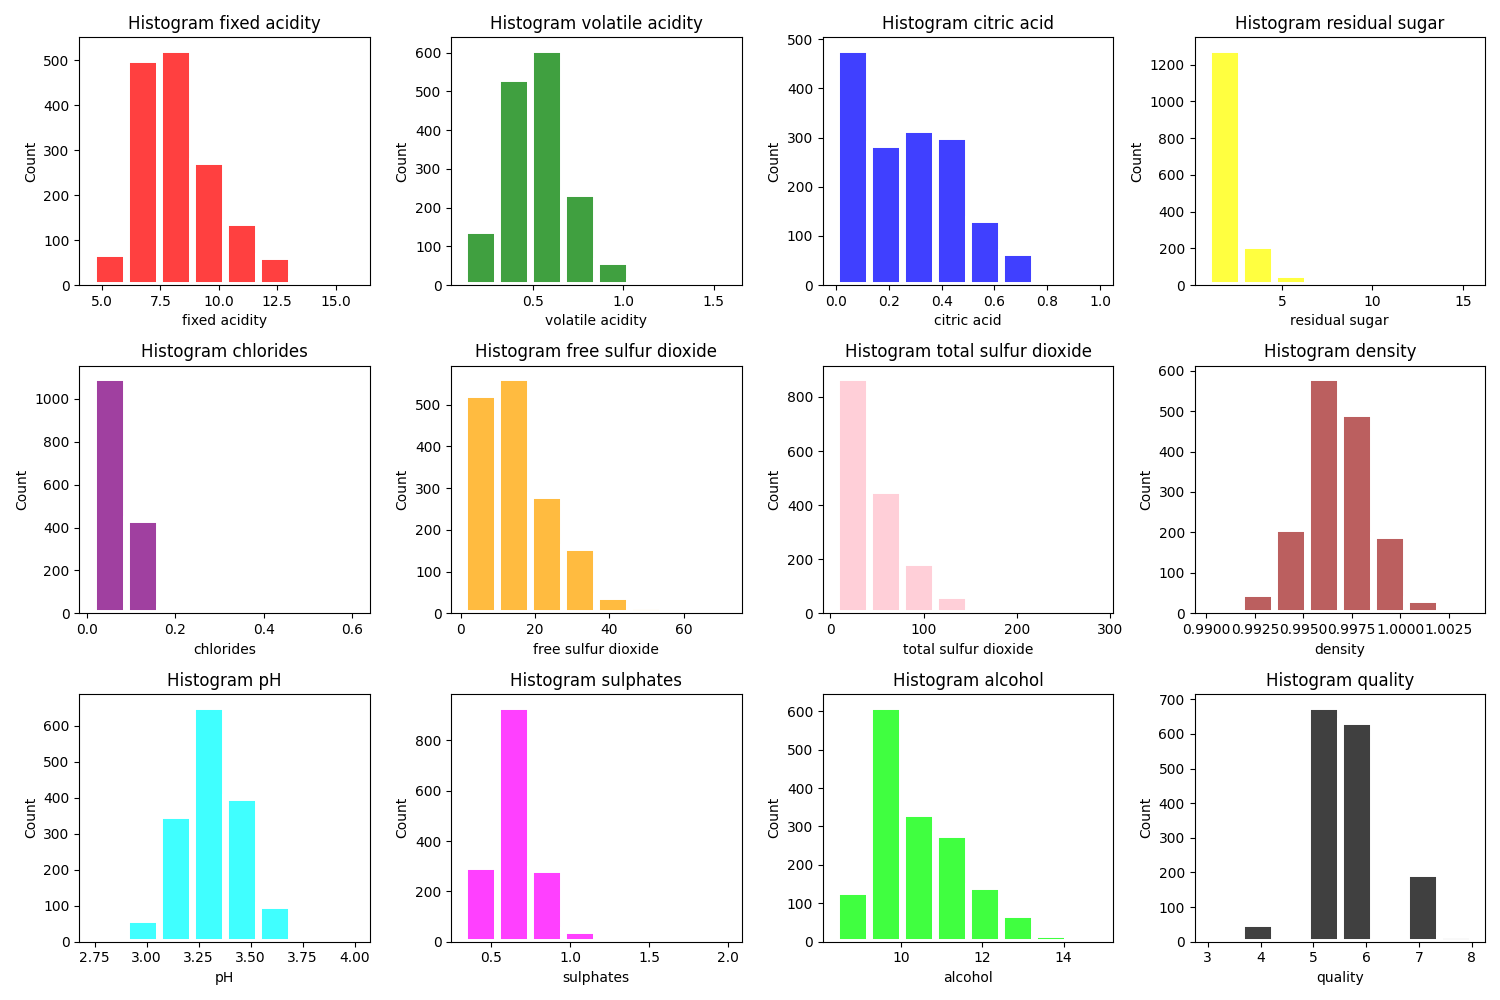 Histogram fixed acidity
Count
0
100
200
300
400
500
5.0 7.5 10.0 12.5 15.0
fixed acidity
Histogram volatile acidity
Count
0
100
200
300
400
500
600
0.5 1.0 1.5
volatile acidity
Histogram citric acid
Count
0
100
200
300
400
500
0.0 0.2 0.4 0.6 0.8 1.0
citric acid
Histogram residual sugar
Count
0
200
400
600
800
1000
1200
5 10 15
residual sugar
Histogram chlorides
Count
0
200
400
600
800
1000
0.0 0.2 0.4 0.6
chlorides
Histogram free sulfur dioxide
Count
0
100
200
300
400
500
0 20 40 60
free sulfur dioxide
Histogram total sulfur dioxide
Count
0
200
400
600
800
0 100 200 300
total sulfur dioxide
Histogram density
Count
0
100
200
300
400
500
600
0.9900 0.9925 0.9950 0.9975 1.0000 1.0025
density
Histogram pH
Count
0
100
200
300
400
500
600
2.75 3.00 3.25 3.50 3.75 4.00
pH
Histogram sulphates
Count
0
200
400
600
800
0.5 1.0 1.5 2.0
sulphates
Histogram alcohol
Count
0
100
200
300
400
500
600
10 12 14
alcohol
Histogram quality
Count
0
100
200
300
400
500
600
700
3 4 5 6 7 8
quality